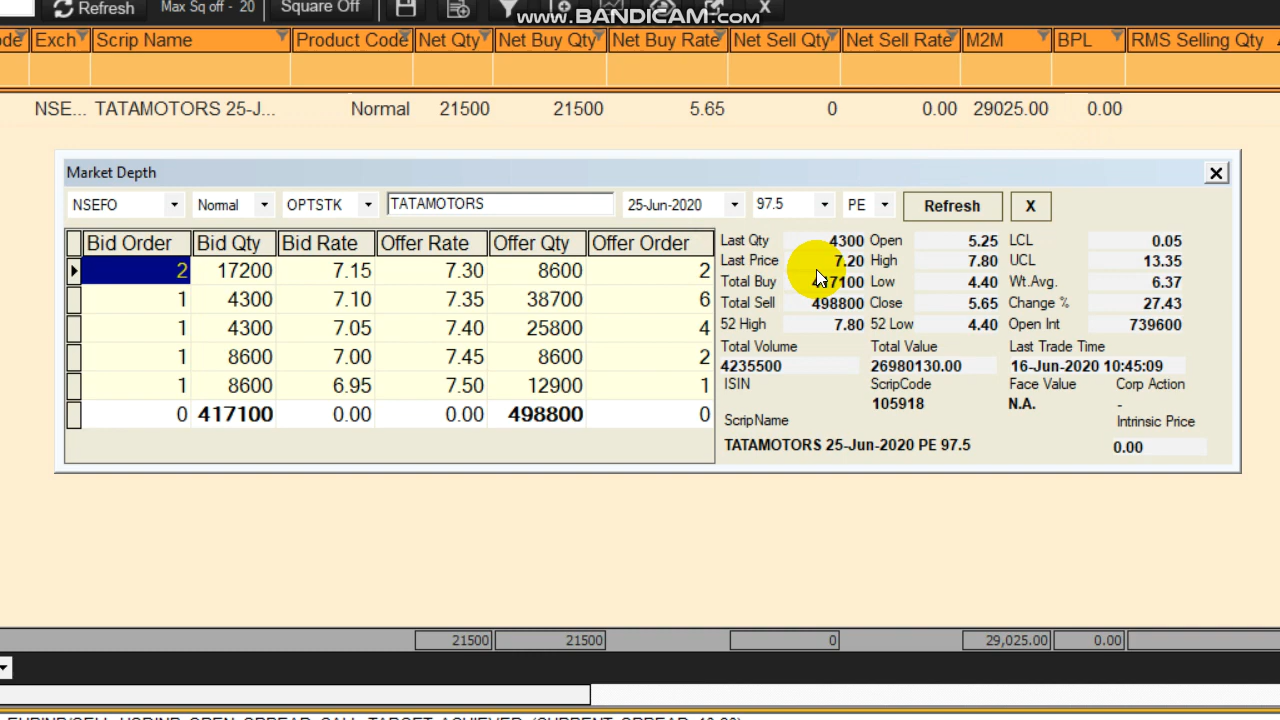 Refresh Max Sq off - 20 Square Off X
www.BANDICAM.com
ode Exch Scrip Name Product Code Net Qty Net Buy Qty Net Buy Rate Net Sell Qty Net Sell Rate M2M BPL RMS Selling Qty
NSE... TATAMOTORS 25-J... Normal 21500 21500 5.65 0 0.00 29025.00 0.00
Market Depth
NSEFO Normal OPTSTK TATAMOTORS 25-Jun-2020 97.5 PE Refresh X
Bid Order Bid Qty Bid Rate Offer Rate Offer Qty Offer Order
2 17200 7.15 7.30 8600 2
1 4300 7.10 7.35 38700 6
1 4300 7.05 7.40 25800 4
1 8600 7.00 7.45 8600 2
1 8600 6.95 7.50 12900 1
0 417100 0.00 0.00 498800 0
Last Qty 4300 Open 5.25 LCL 0.05
Last Price 7.20 High 7.80 UCL 13.35
Total Buy 417100 Low 4.40 Wt.Avg. 6.37
Total Sell 498800 Close 5.65 Change % 27.43
52 High 7.80 52 Low 4.40 Open Int 739600
Total Volume Total Value Last Trade Time
4235500 26980130.00 16-Jun-2020 10:45:09
ISIN ScripCode Face Value Corp Action
105918 N.A. -
ScripName Intrinsic Price
TATAMOTORS 25-Jun-2020 PE 97.5 0.00
21500 21500 0 29,025.00 0.00